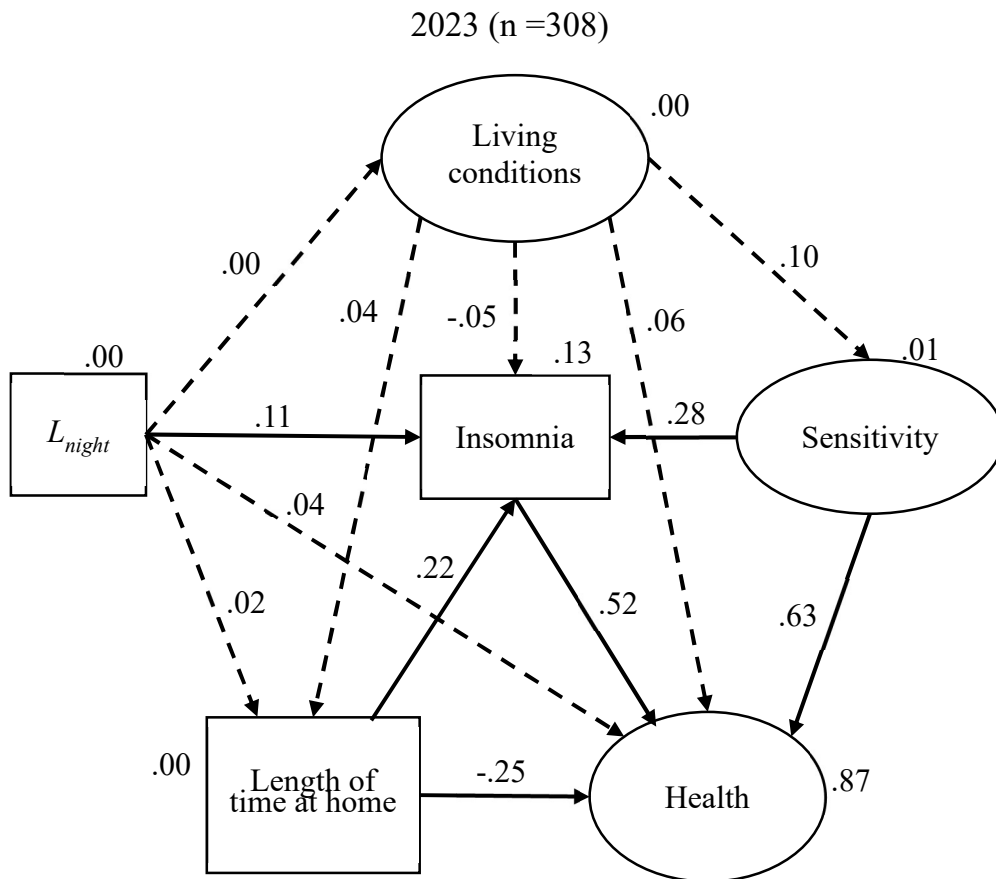 2023 (n =308)
.00
Living
conditions
.00
.10
.04
-.05
.06
.00
.13
.01
L_night
.11
Insomnia
.28
Sensitivity
.04
.22
.02
.52
.63
.00
Length of
time at home
-.25
Health
.87